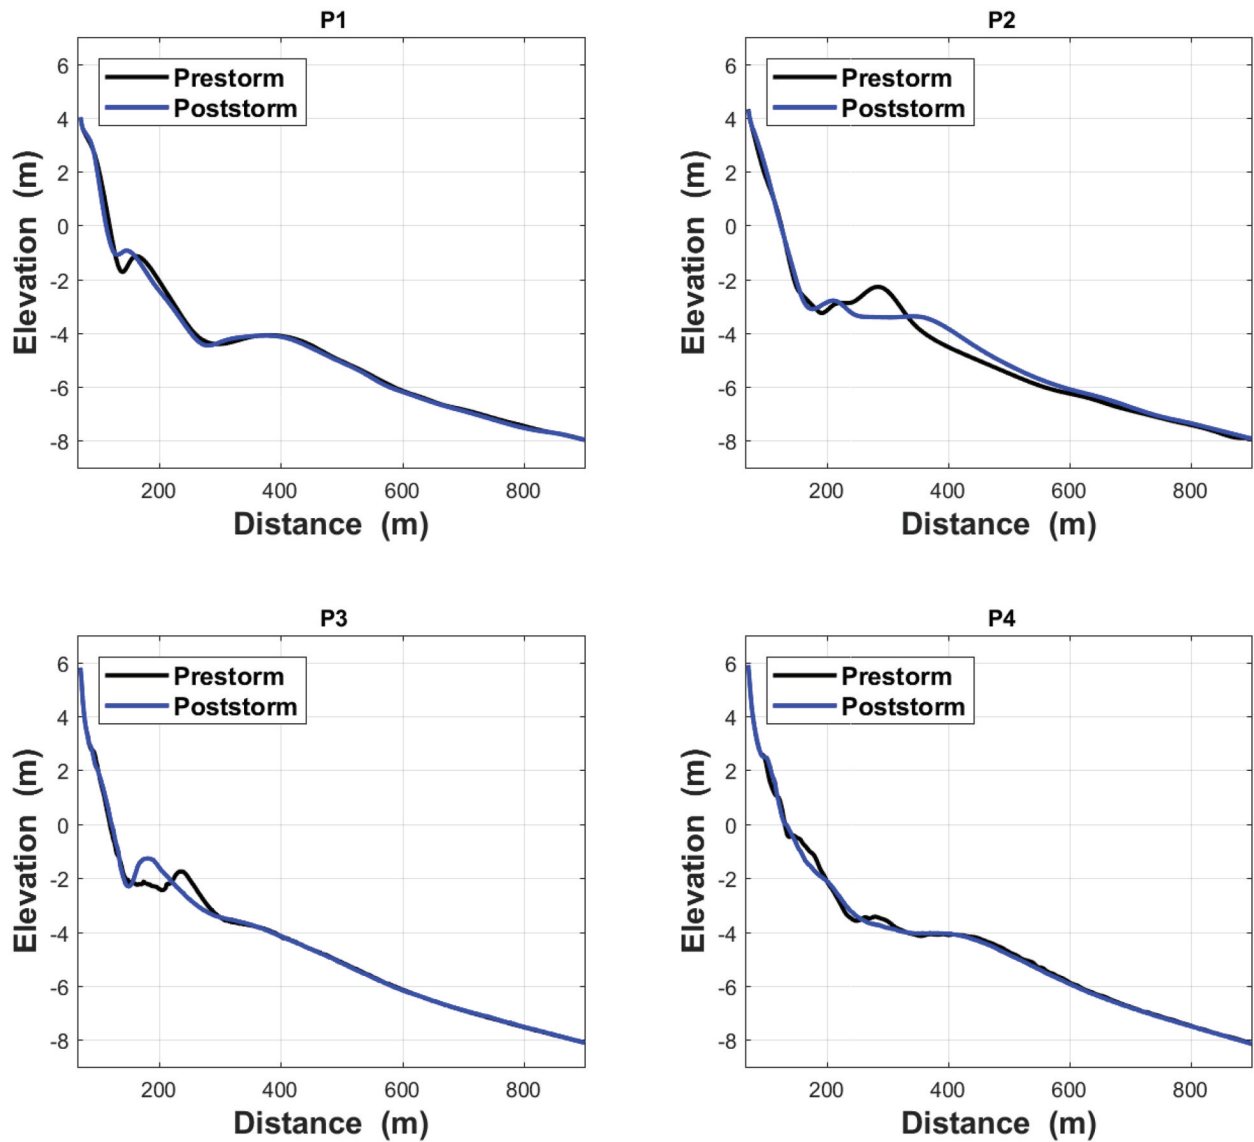 P1
6
4
2
0
-2
-4
-6
-8
Elevation (m)
Prestorm
Poststorm
200 400 600 800
Distance (m)
P2
6
4
2
0
-2
-4
-6
-8
Elevation (m)
Prestorm
Poststorm
200 400 600 800
Distance (m)
P3
6
4
2
0
-2
-4
-6
-8
Elevation (m)
Prestorm
Poststorm
200 400 600 800
Distance (m)
P4
6
4
2
0
-2
-4
-6
-8
Elevation (m)
Prestorm
Poststorm
200 400 600 800
Distance (m)